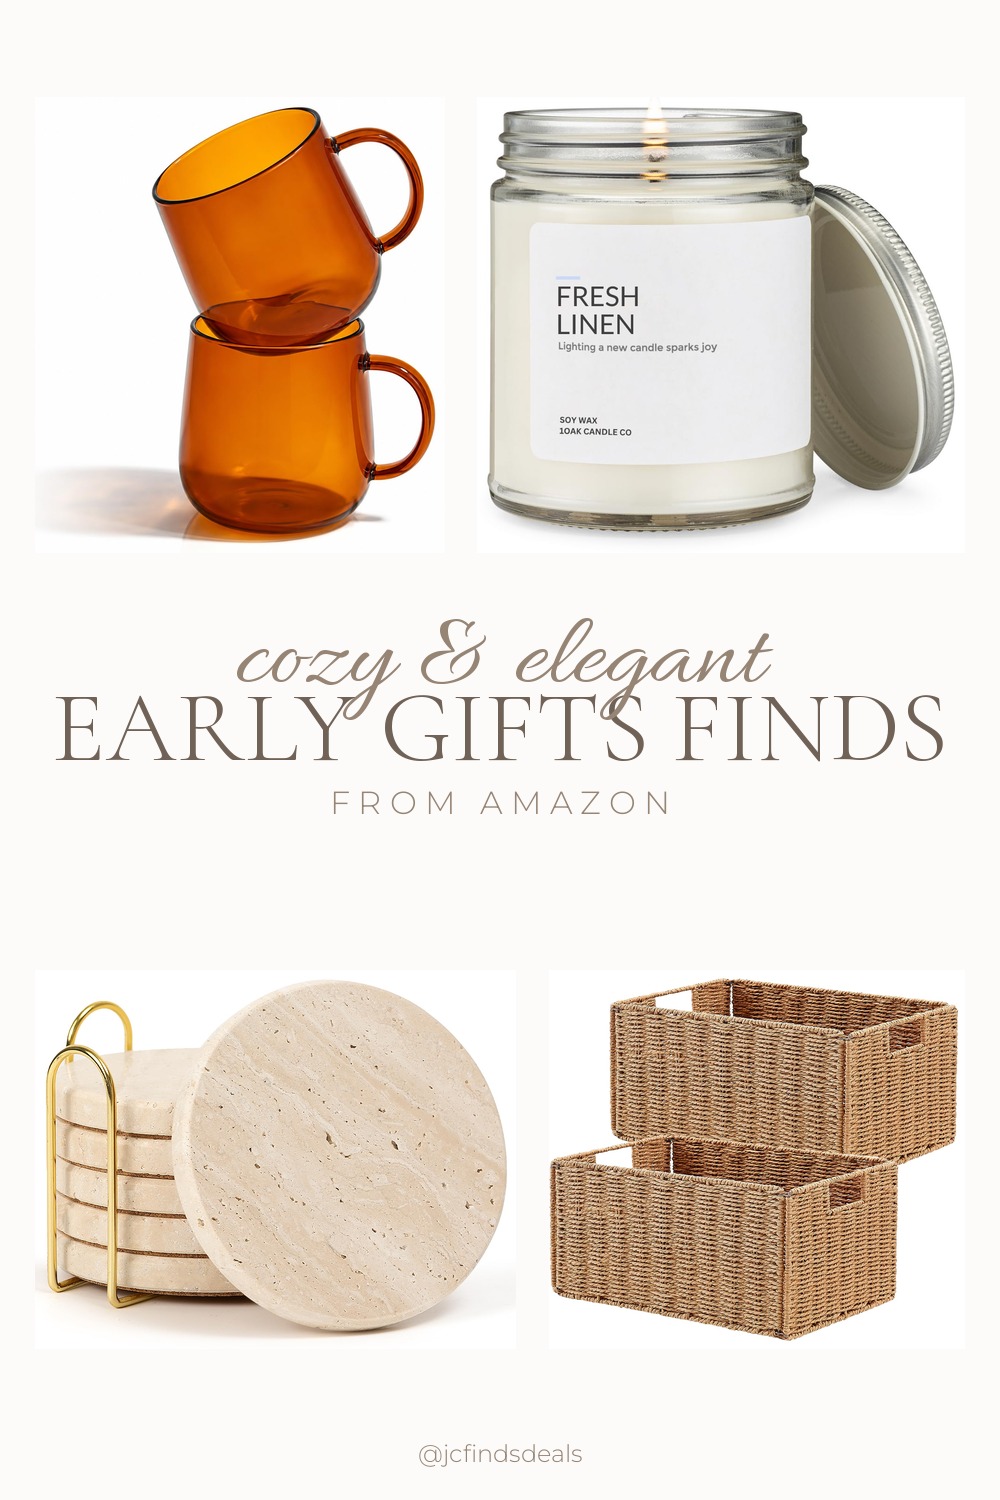 FRESH
LINEN
Lighting a new candle sparks joy
SOY WAX
1OAK CANDLE CO
cozy & elegant
EARLY GIFTS FINDS
FROM AMAZON
@jcfindsdeals